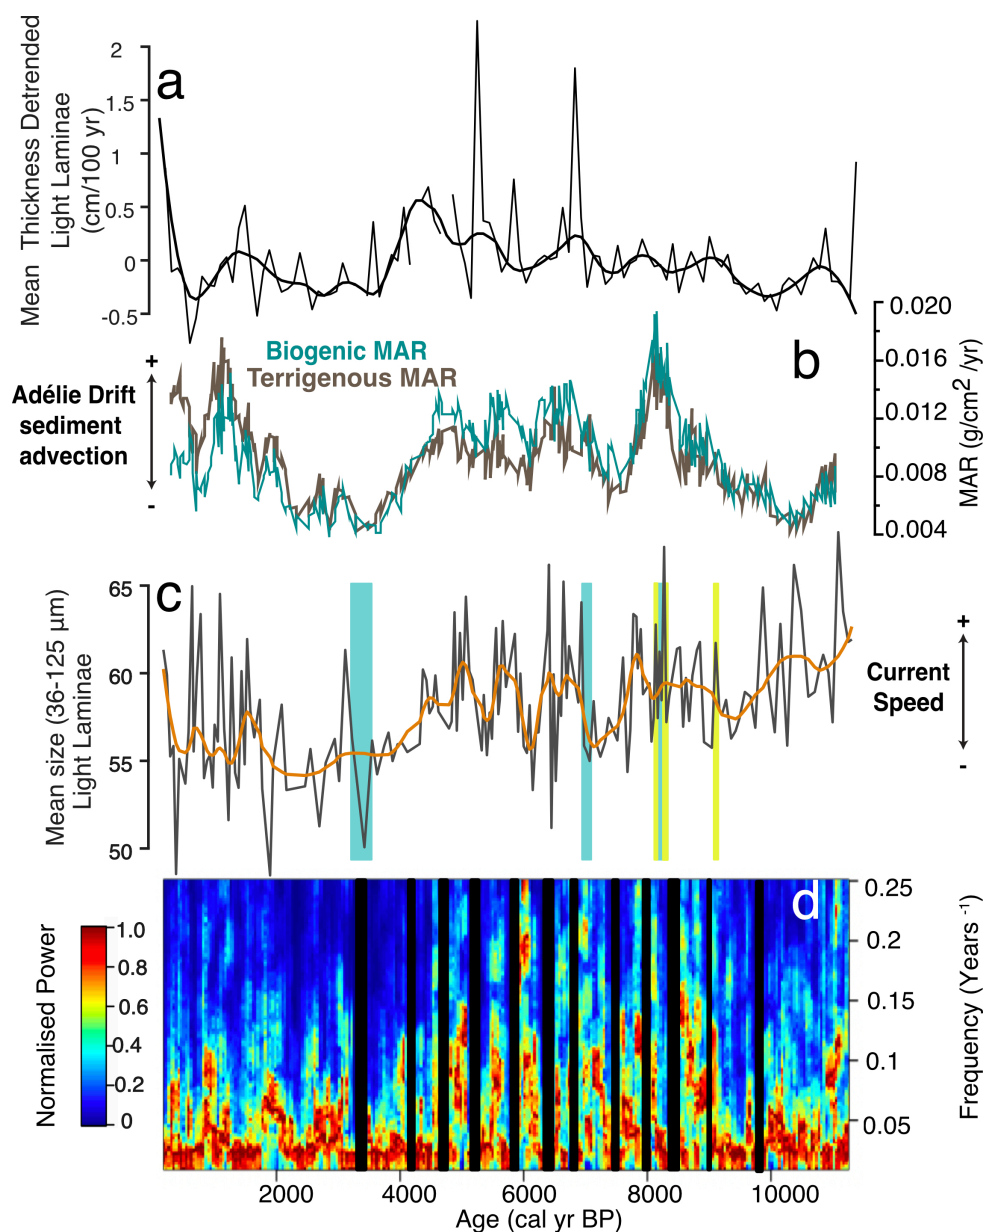 a
Mean Thickness Detrended
Light Laminae
(cm/100 yr)
2
1.5
1
0.5
0
-0.5
b
Biogenic MAR
Terrigenous MAR
+
Adélie Drift
sediment
advection
-
0.020
0.016
0.012
0.008
0.004
MAR (g/cm² /yr)
c
Mean size (36-125 µm)
Light Laminae
65
60
55
50
+
Current
Speed
-
d
Normalised Power
1.0
0.8
0.6
0.4
0.2
0
0.25
0.2
0.15
0.1
0.05
Frequency (Years ⁻¹)
2000 4000 6000 8000 10000
Age (cal yr BP)